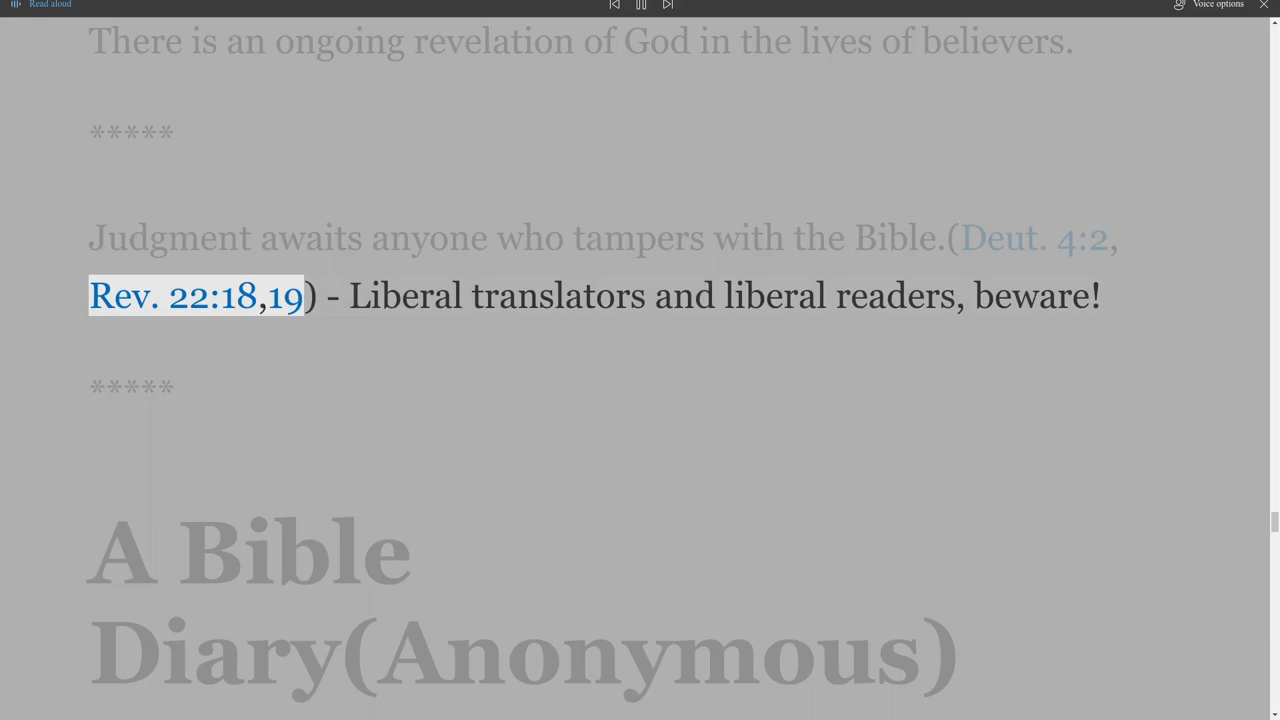 Read aloud
Voice options
There is an ongoing revelation of God in the lives of believers.
*****
Judgment awaits anyone who tampers with the Bible.(Deut. 4:2,
Rev. 22:18,19) - Liberal translators and liberal readers, beware!
*****
A Bible
Diary(Anonymous)